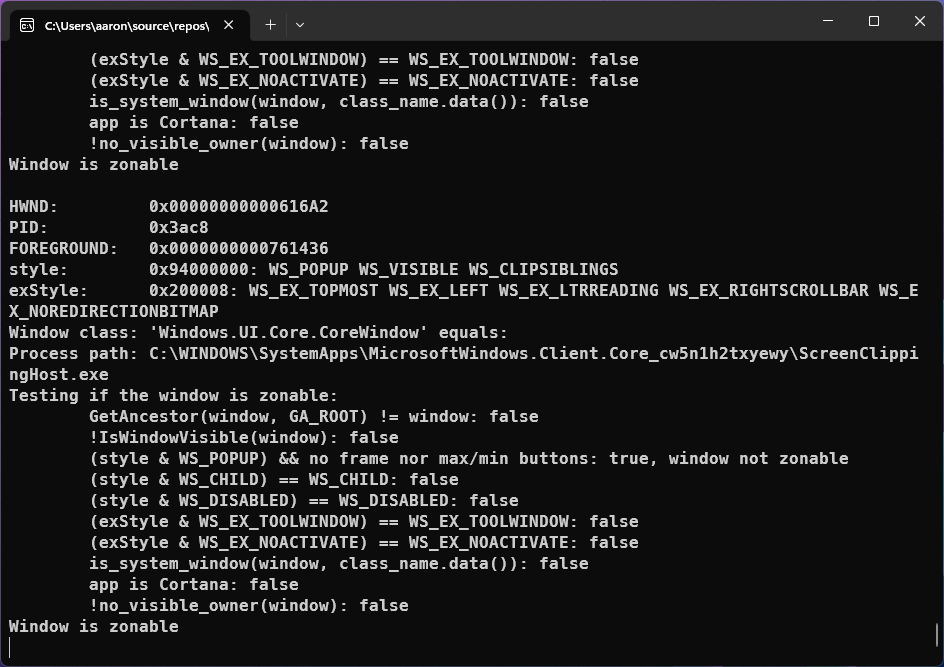 C:\Users\aaron\source\repos\
(exStyle & WS_EX_TOOLWINDOW) == WS_EX_TOOLWINDOW: false
(exStyle & WS_EX_NOACTIVATE) == WS_EX_NOACTIVATE: false
is_system_window(window, class_name.data()): false
app is Cortana: false
!no_visible_owner(window): false
Window is zonable
HWND: 0x00000000000616A2
PID: 0x3ac8
FOREGROUND: 0x0000000000761436
style: 0x94000000: WS_POPUP WS_VISIBLE WS_CLIPSIBLINGS
exStyle: 0x200008: WS_EX_TOPMOST WS_EX_LEFT WS_EX_LTRREADING WS_EX_RIGHTSCROLLBAR WS_E
X_NOREDIRECTIONBITMAP
Window class: 'Windows.UI.Core.CoreWindow' equals:
Process path: C:\WINDOWS\SystemApps\MicrosoftWindows.Client.Core_cw5n1h2txyewy\ScreenClippi
ngHost.exe
Testing if the window is zonable:
GetAncestor(window, GA_ROOT) != window: false
!IsWindowVisible(window): false
(style & WS_POPUP) && no frame nor max/min buttons: true, window not zonable
(style & WS_CHILD) == WS_CHILD: false
(style & WS_DISABLED) == WS_DISABLED: false
(exStyle & WS_EX_TOOLWINDOW) == WS_EX_TOOLWINDOW: false
(exStyle & WS_EX_NOACTIVATE) == WS_EX_NOACTIVATE: false
is_system_window(window, class_name.data()): false
app is Cortana: false
!no_visible_owner(window): false
Window is zonable